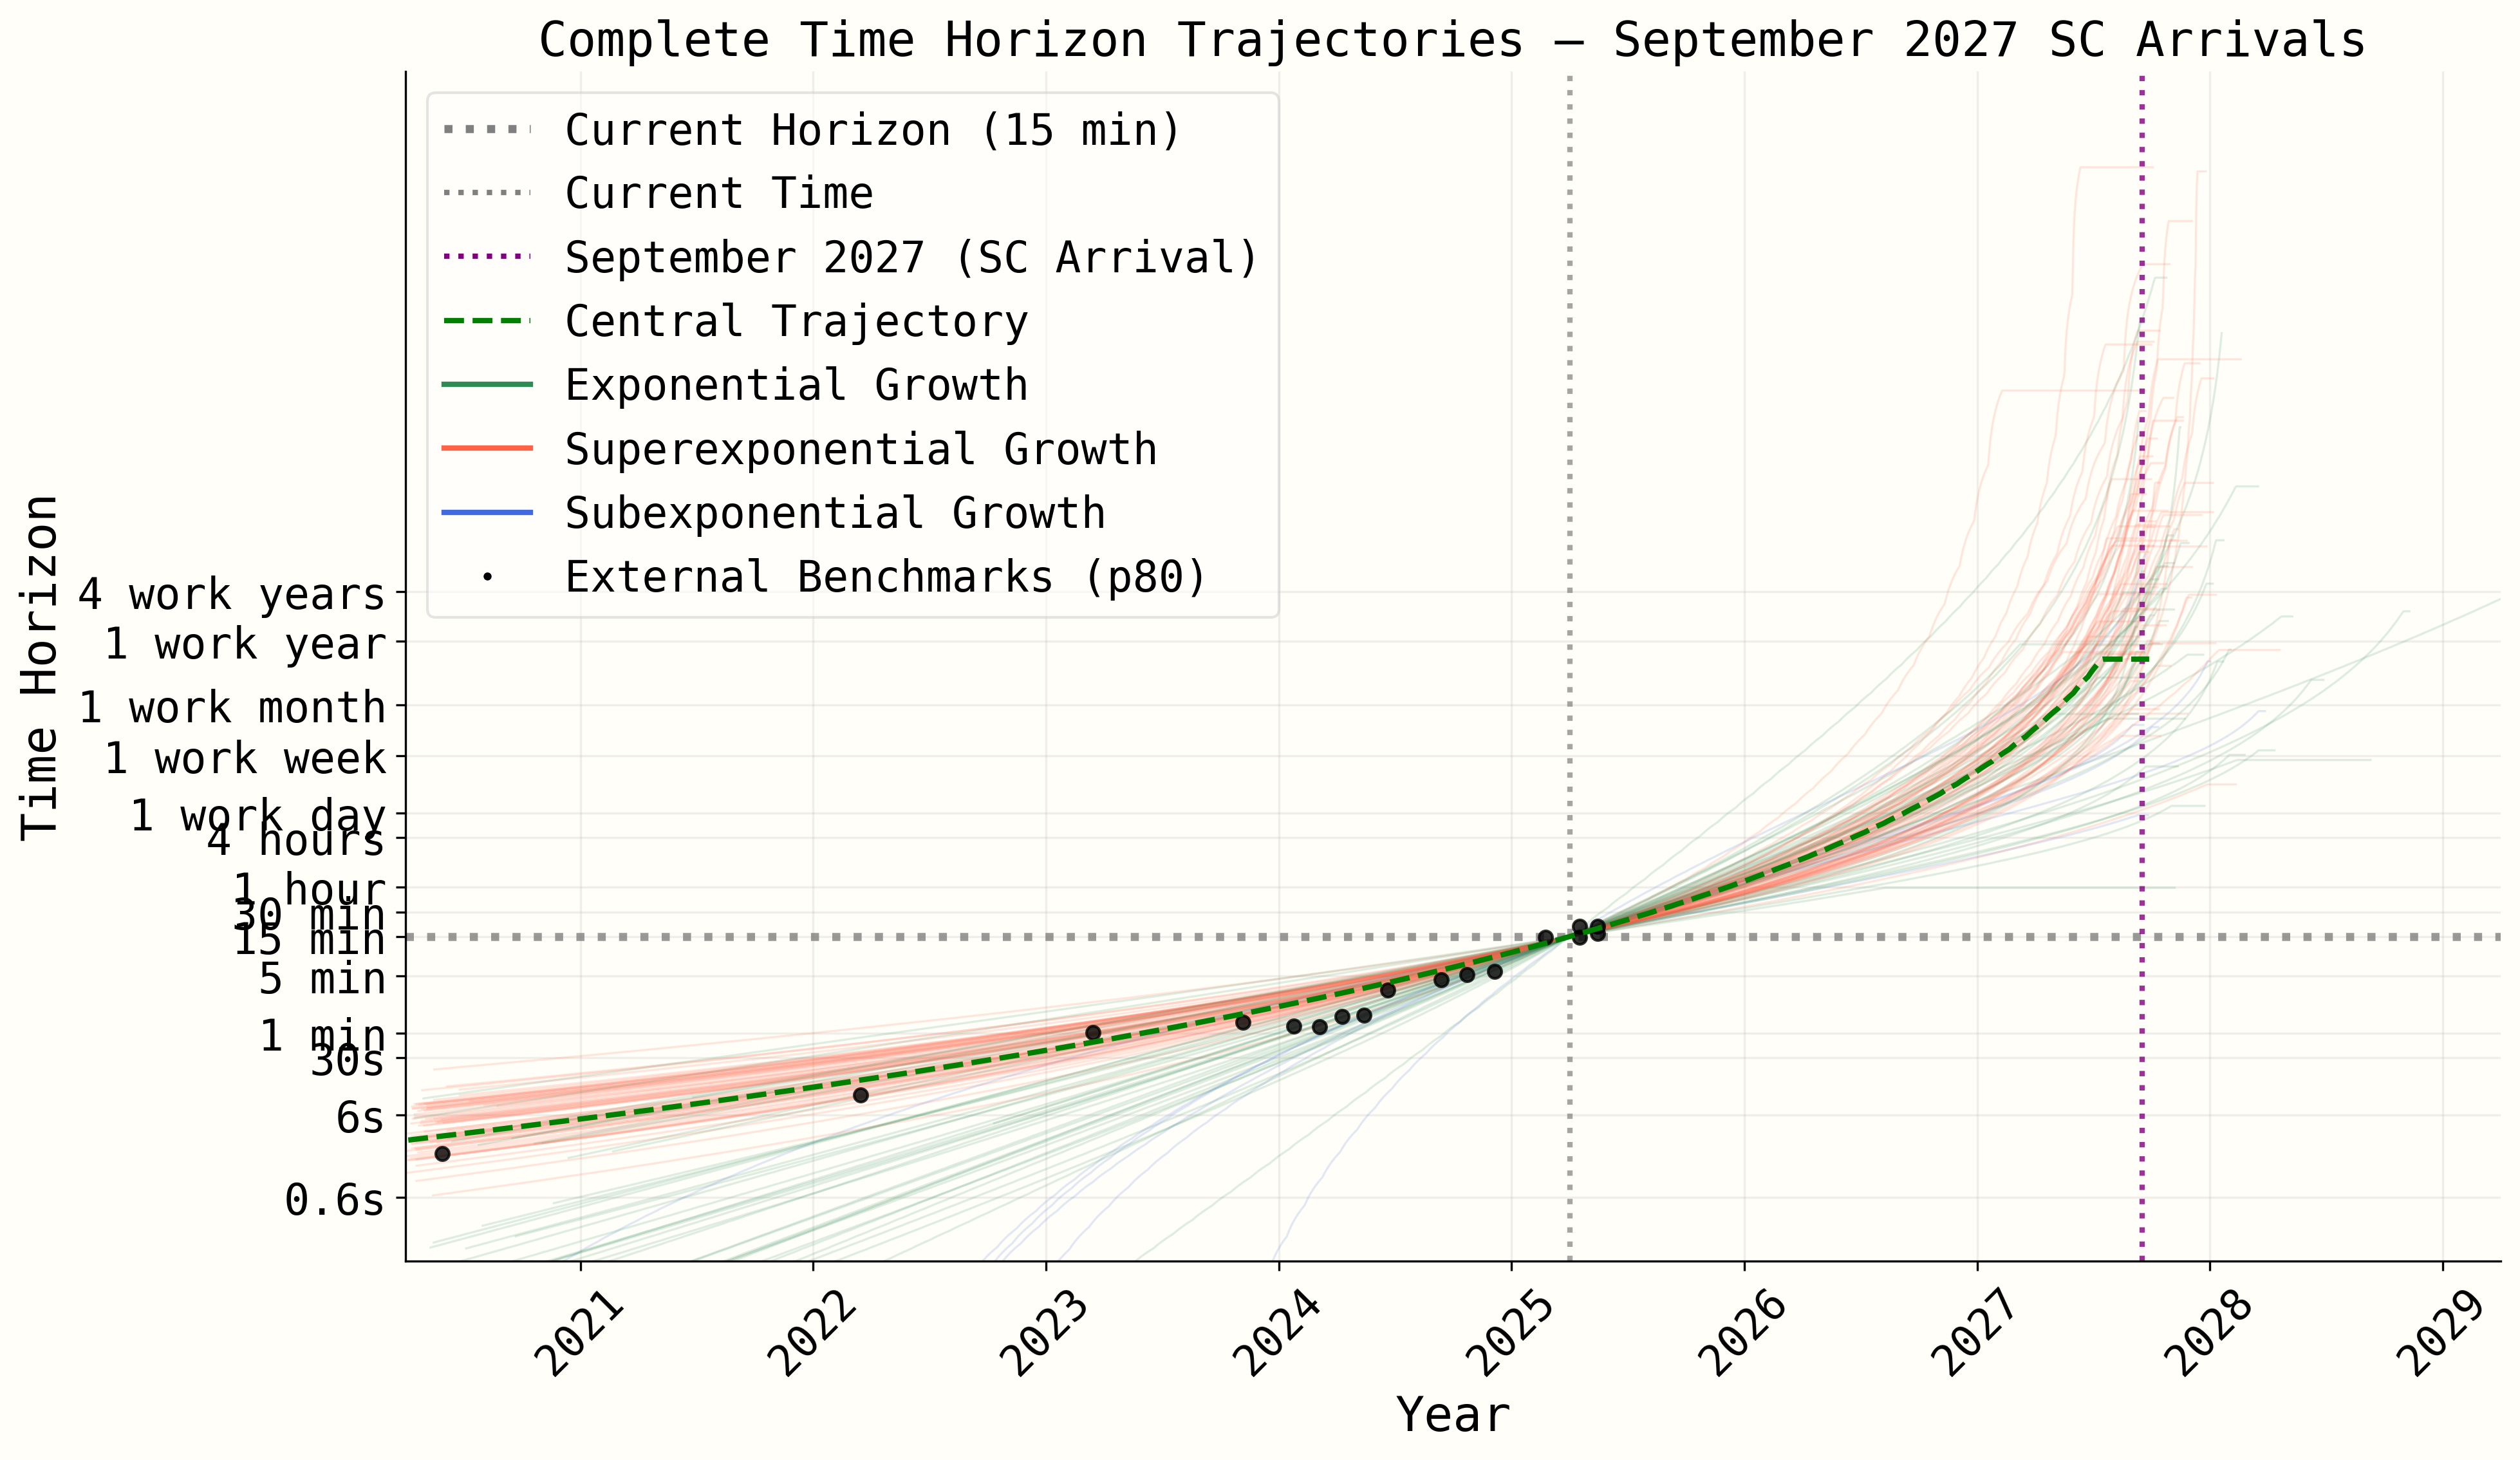 Complete Time Horizon Trajectories — September 2027 SC Arrivals
Current Horizon (15 min)
Current Time
September 2027 (SC Arrival)
Central Trajectory
Exponential Growth
Superexponential Growth
Subexponential Growth
External Benchmarks (p80)
Time Horizon
4 work years
1 work year
1 work month
1 work week
1 work day
4 hours
1 hour
30 min
15 min
5 min
1 min
30s
6s
0.6s
2021
2022
2023
2024
2025
2026
2027
2028
2029
Year